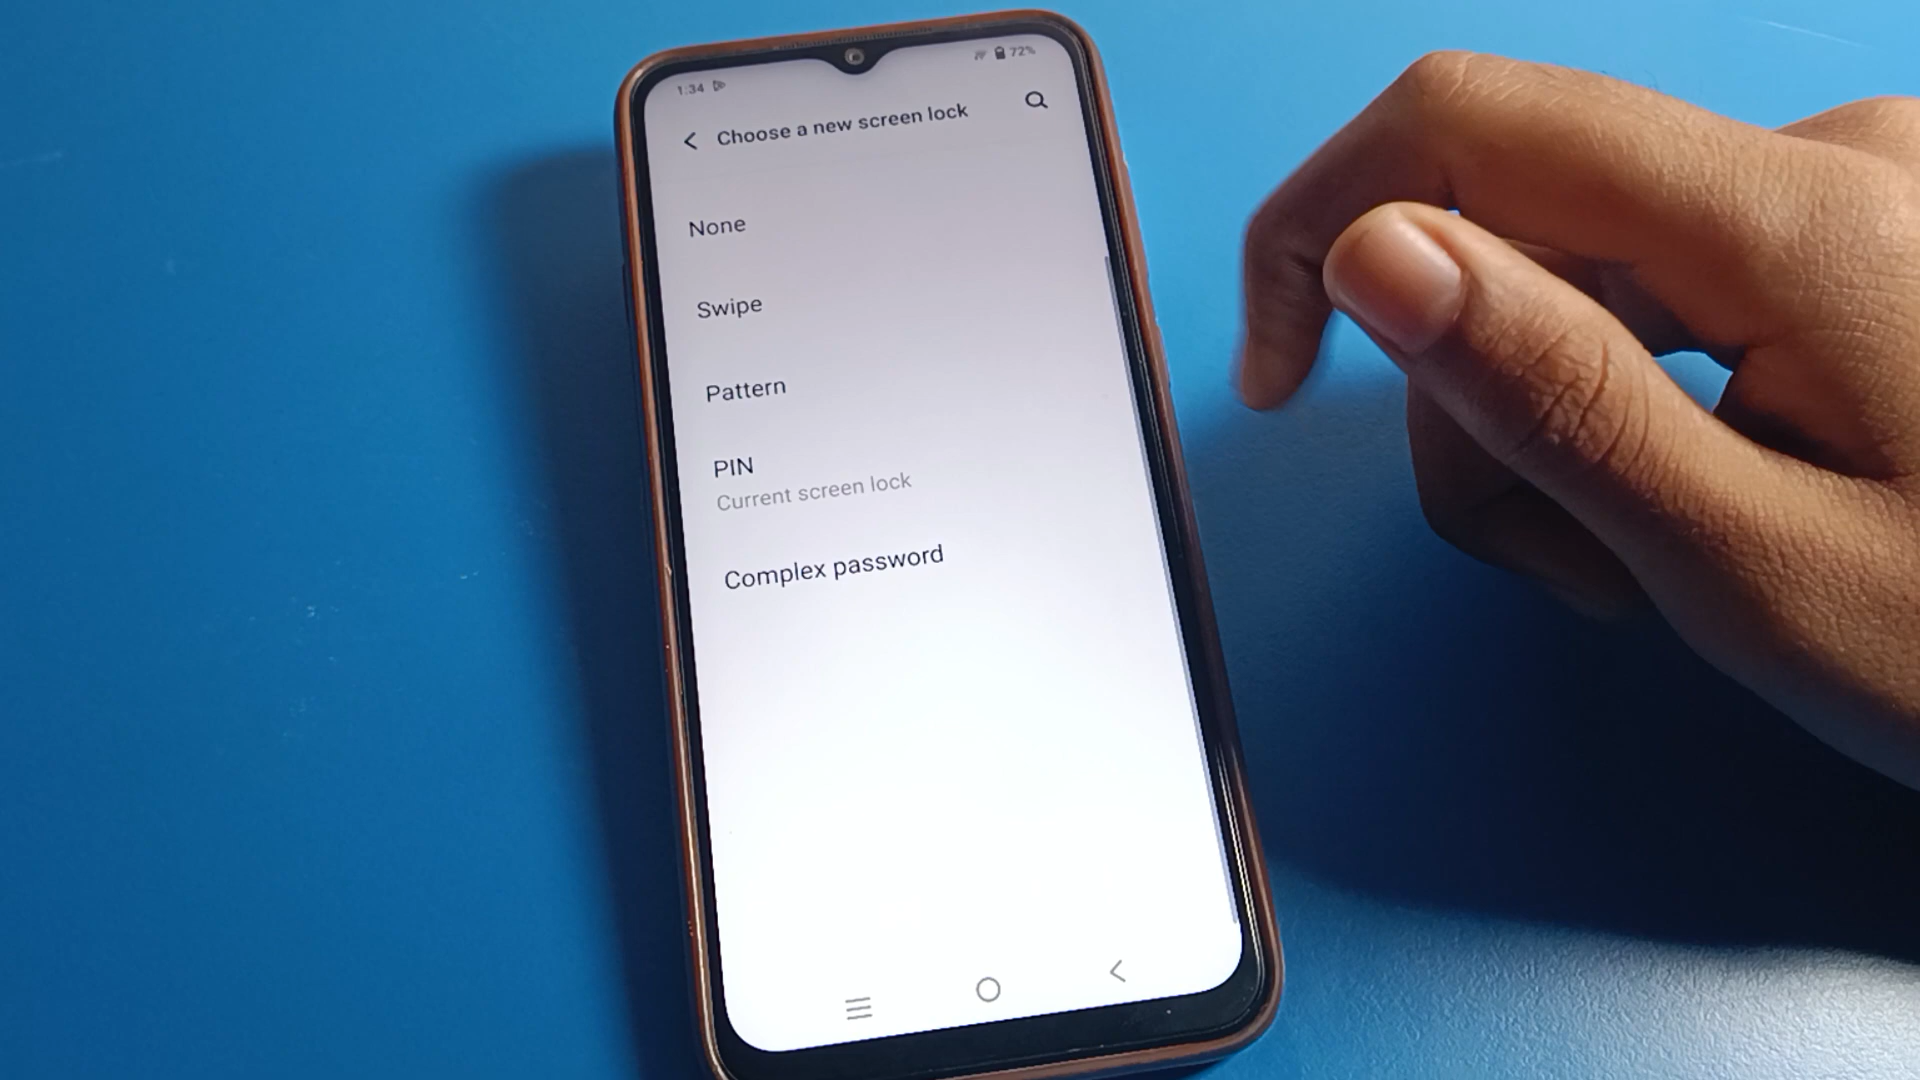 1:34
72%
Choose a new screen lock
None
Swipe
Pattern
PIN
Current screen lock
Complex password